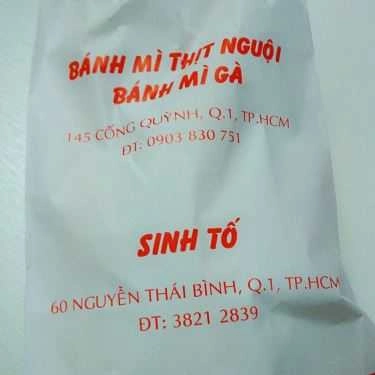 BÁNH MÌ THỊT NGUỘI
BÁNH MÌ GÀ
145 CỐNG QUỲNH, Q.1, TP.HCM
ĐT: 0903 830 751
SINH TỐ
60 NGUYỄN THÁI BÌNH, Q.1, TP.HCM
ĐT: 3821 2839